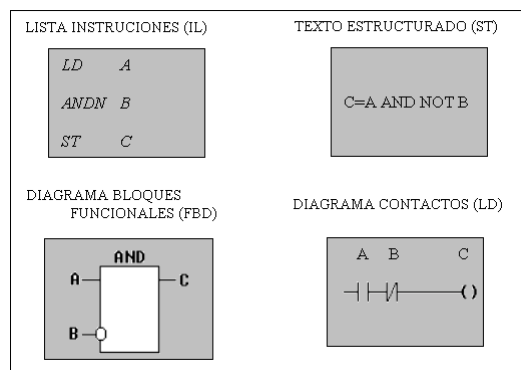 LISTA INSTRUCIONES (IL)
LD A
ANDN B
ST C
TEXTO ESTRUCTURADO (ST)
C=A AND NOT B
DIAGRAMA BLOQUES
FUNCIONALES (FBD)
AND
A C
B
DIAGRAMA CONTACTOS (LD)
A B C